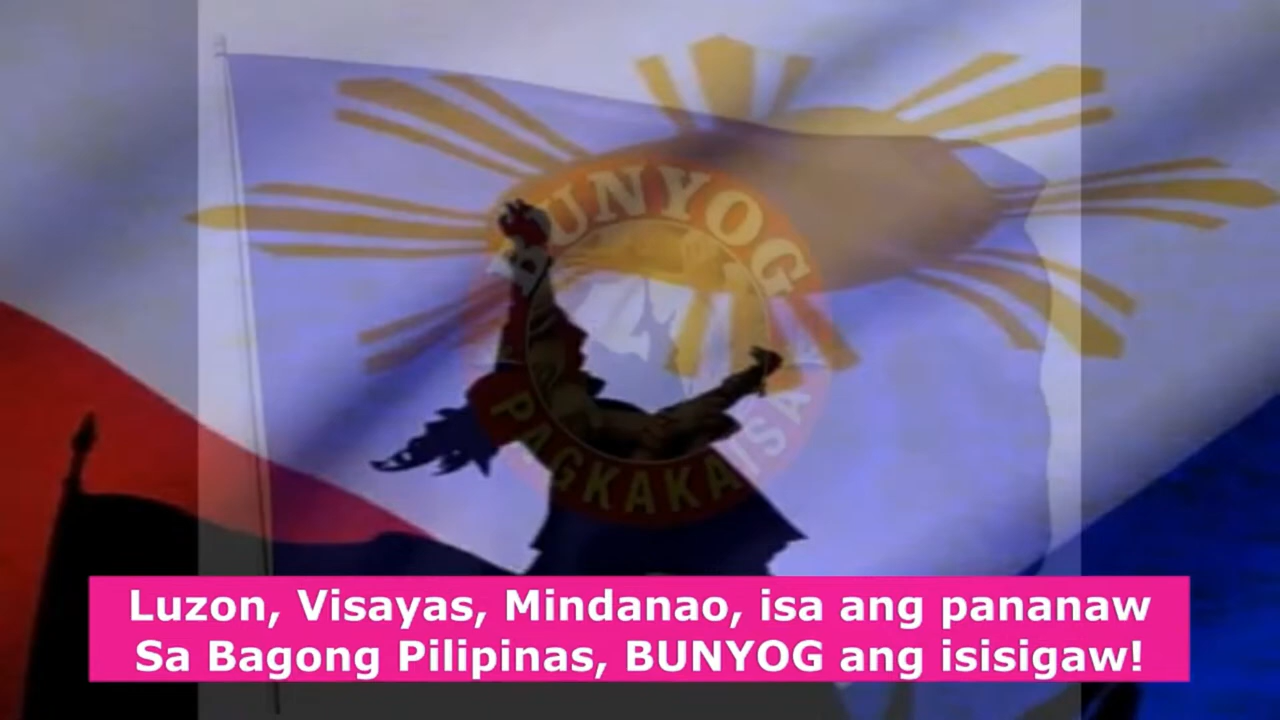 BUNYOG
PAGKAKAISA
Luzon, Visayas, Mindanao, isa ang pananaw
Sa Bagong Pilipinas, BUNYOG ang isisigaw!